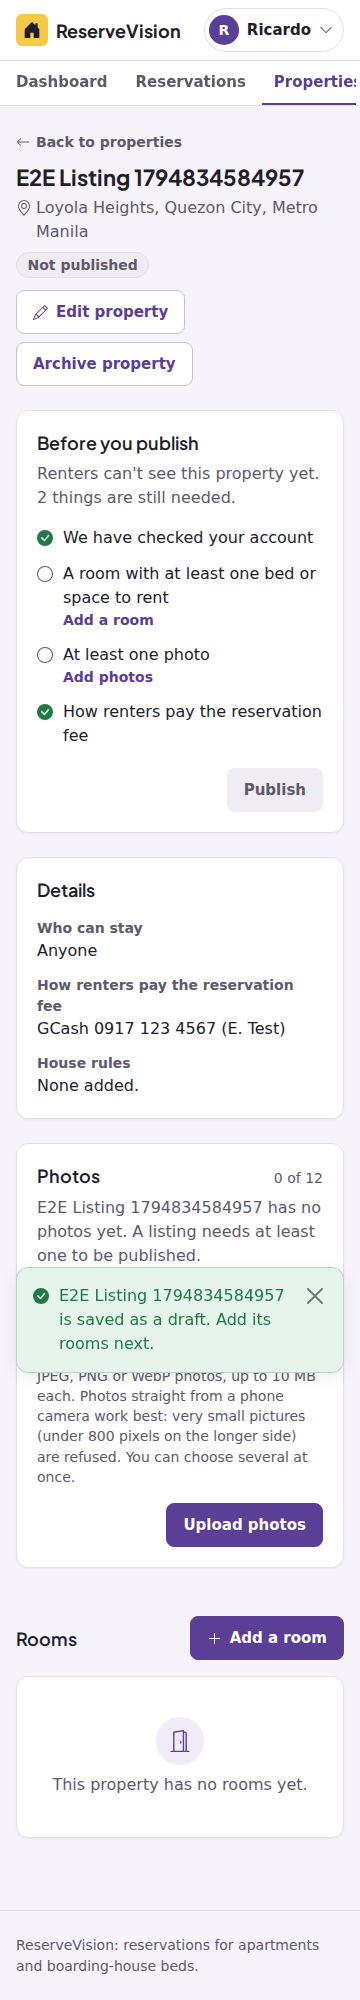 ReserveVision
R Ricardo
Dashboard Reservations Properties
Back to properties
E2E Listing 1794834584957
Loyola Heights, Quezon City, Metro
Manila
Not published
Edit property
Archive property
Before you publish
Renters can't see this property yet.
2 things are still needed.
We have checked your account
A room with at least one bed or
space to rent
Add a room
At least one photo
Add photos
How renters pay the reservation
fee
Publish
Details
Who can stay
Anyone
How renters pay the reservation
fee
GCash 0917 123 4567 (E. Test)
House rules
None added.
Photos 0 of 12
E2E Listing 1794834584957 has no
photos yet. A listing needs at least
one to be published.
E2E Listing 1794834584957
is saved as a draft. Add its
rooms next.
JPEG, PNG or WebP photos, up to 10 MB
each. Photos straight from a phone
camera work best: very small pictures
(under 800 pixels on the longer side)
are refused. You can choose several at
once.
Upload photos
Rooms
Add a room
This property has no rooms yet.
ReserveVision: reservations for apartments
and boarding-house beds.